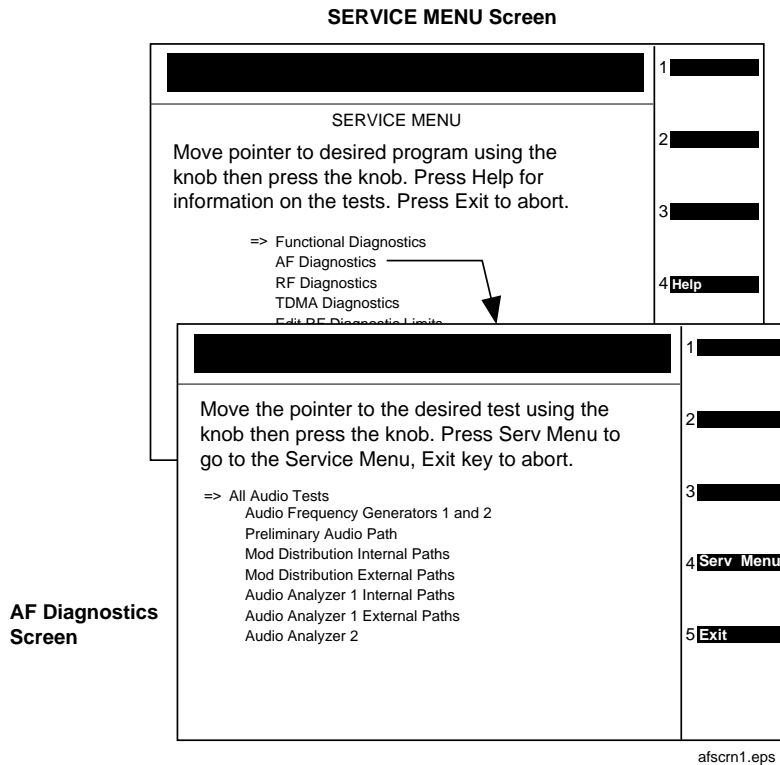 SERVICE MENU Screen
1
SERVICE MENU
2
Move pointer to desired program using the
knob then press the knob. Press Help for
information on the tests. Press Exit to abort.
3
=> Functional Diagnostics
AF Diagnostics
RF Diagnostics
4 Help
TDMA Diagnostics
Edit RF Diagnostic Limits
1
Move the pointer to the desired test using the
knob then press the knob. Press Serv Menu to
go to the Service Menu, Exit key to abort.
2
3
=> All Audio Tests
Audio Frequency Generators 1 and 2
Preliminary Audio Path
Mod Distribution Internal Paths
4 Serv Menu
Mod Distribution External Paths
Audio Analyzer 1 Internal Paths
Audio Analyzer 1 External Paths
Audio Analyzer 2
5 Exit
AF Diagnostics
Screen
afscrn1.eps